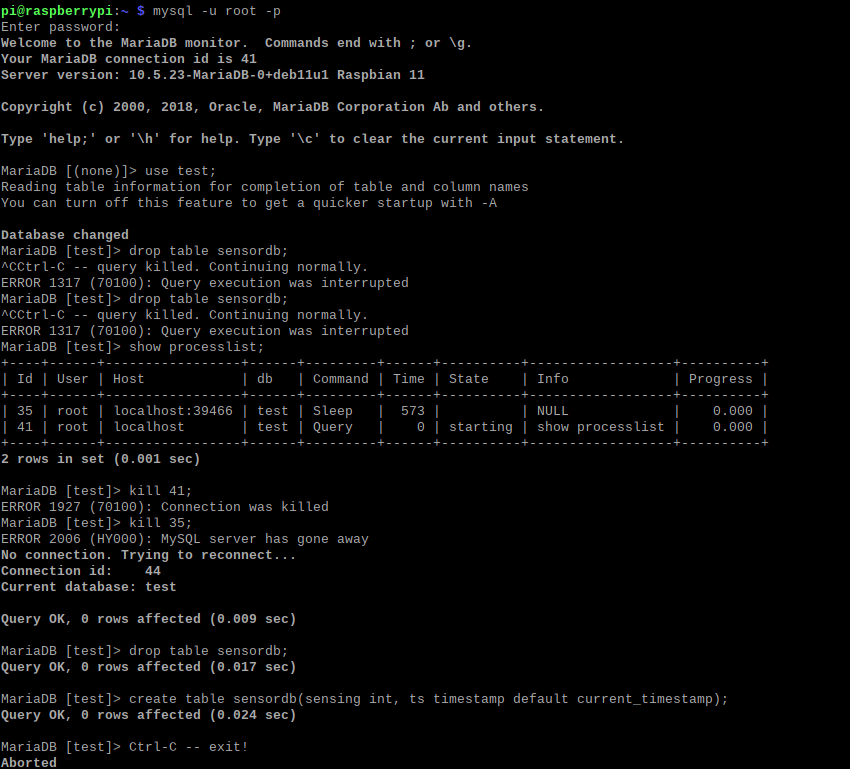 pi@raspberrypi:~ $ mysql -u root -p
Enter password:
Welcome to the MariaDB monitor.  Commands end with ; or \g.
Your MariaDB connection id is 41
Server version: 10.5.23-MariaDB-0+deb11u1 Raspbian 11

Copyright (c) 2000, 2018, Oracle, MariaDB Corporation Ab and others.

Type 'help;' or '\h' for help. Type '\c' to clear the current input statement.

MariaDB [(none)]> use test;
Reading table information for completion of table and column names
You can turn off this feature to get a quicker startup with -A

Database changed
MariaDB [test]> drop table sensordb;
^CCtrl-C -- query killed. Continuing normally.
ERROR 1317 (70100): Query execution was interrupted
MariaDB [test]> drop table sensordb;
^CCtrl-C -- query killed. Continuing normally.
ERROR 1317 (70100): Query execution was interrupted
MariaDB [test]> show processlist;
+----+------+-----------------+------+---------+------+----------+------------------+----------+
| Id | User | Host            | db   | Command | Time | State    | Info             | Progress |
+----+------+-----------------+------+---------+------+----------+------------------+----------+
| 35 | root | localhost:39466 | test | Sleep   |  573 |          | NULL             |    0.000 |
| 41 | root | localhost       | test | Query   |    0 | starting | show processlist |    0.000 |
+----+------+-----------------+------+---------+------+----------+------------------+----------+
2 rows in set (0.001 sec)

MariaDB [test]> kill 41;
ERROR 1927 (70100): Connection was killed
MariaDB [test]> kill 35;
ERROR 2006 (HY000): MySQL server has gone away
No connection. Trying to reconnect...
Connection id:    44
Current database: test

Query OK, 0 rows affected (0.009 sec)

MariaDB [test]> drop table sensordb;
Query OK, 0 rows affected (0.017 sec)

MariaDB [test]> create table sensordb(sensing int, ts timestamp default current_timestamp);
Query OK, 0 rows affected (0.024 sec)

MariaDB [test]> Ctrl-C -- exit!
Aborted